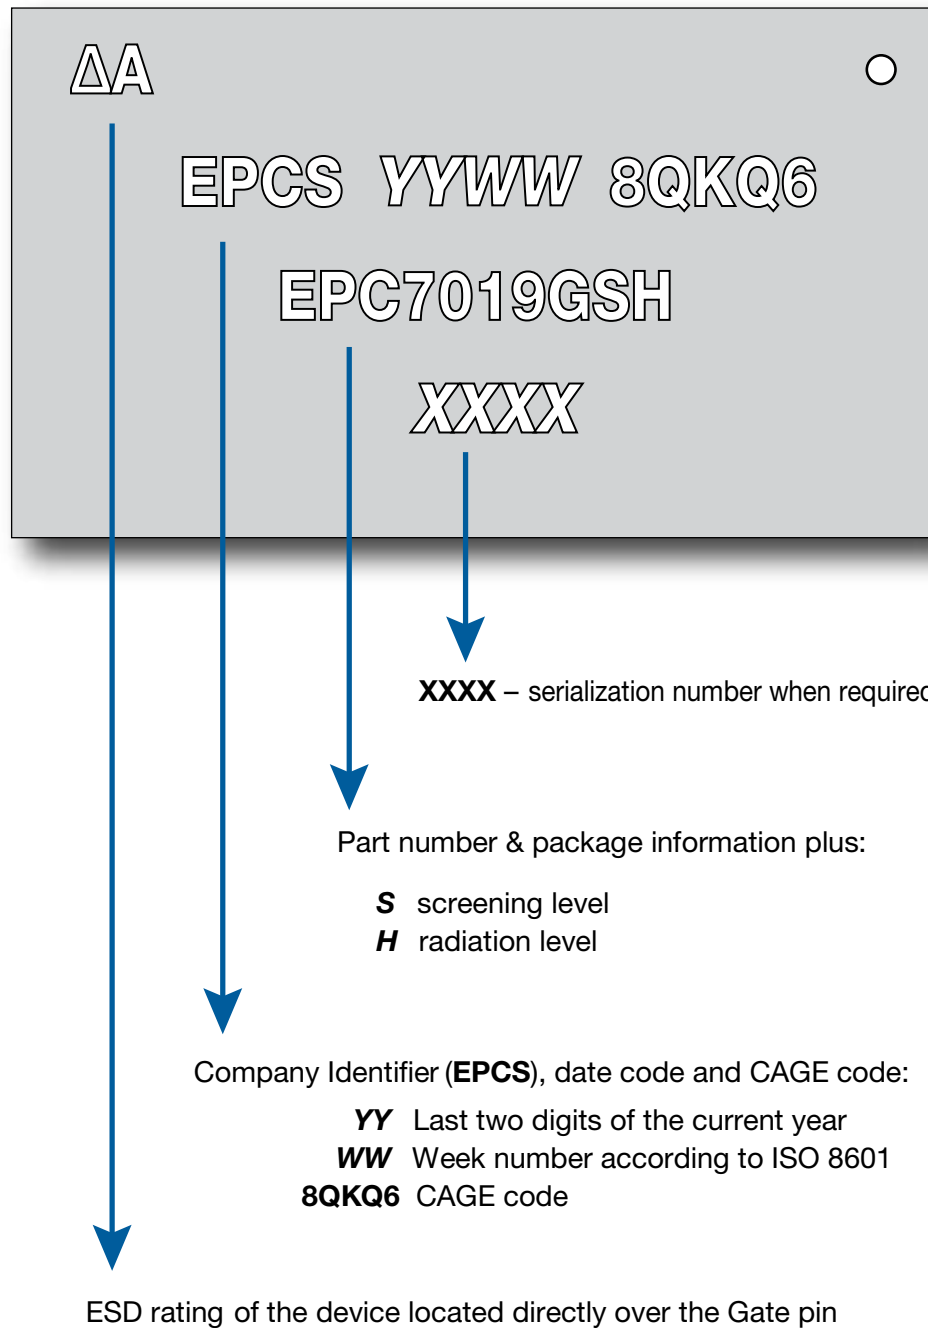 ΔA
EPCS YYWW 8QKQ6
EPC7019GSH
XXXX
XXXX – serialization number when required
Part number & package information plus:
S screening level
H radiation level
Company Identifier (EPCS), date code and CAGE code:
YY Last two digits of the current year
WW Week number according to ISO 8601
8QKQ6 CAGE code
ESD rating of the device located directly over the Gate pin